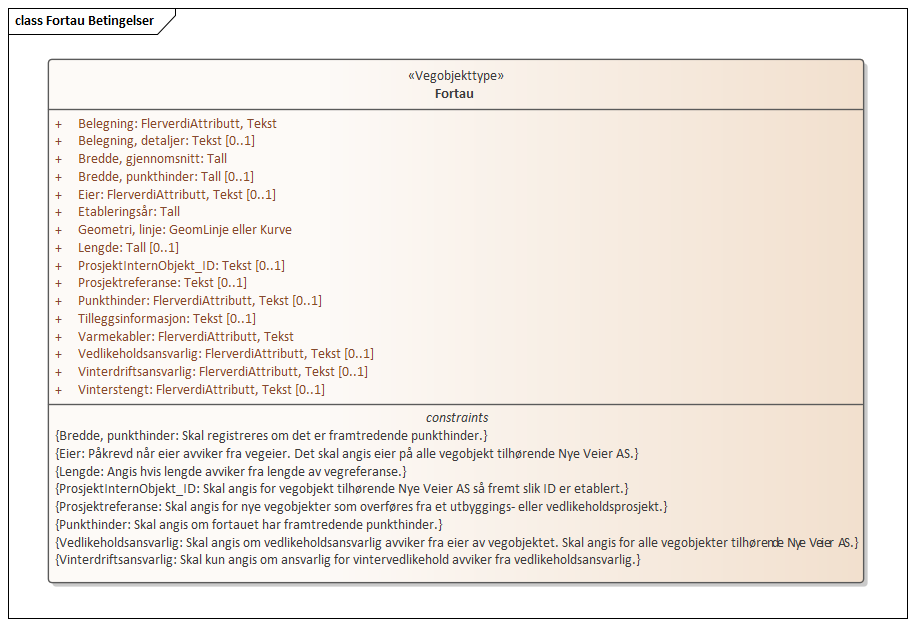 class Fortau Betingelser
«Vegobjekttype»
Fortau
+ Belegning: FlerverdiAttributt, Tekst
+ Belegning, detaljer: Tekst [0..1]
+ Bredde, gjennomsnitt: Tall
+ Bredde, punkthinder: Tall [0..1]
+ Eier: FlerverdiAttributt, Tekst [0..1]
+ Etableringsår: Tall
+ Geometri, linje: GeomLinje eller Kurve
+ Lengde: Tall [0..1]
+ ProsjektInternObjekt_ID: Tekst [0..1]
+ Prosjektreferanse: Tekst [0..1]
+ Punkthinder: FlerverdiAttributt, Tekst [0..1]
+ Tilleggsinformasjon: Tekst [0..1]
+ Varmekabler: FlerverdiAttributt, Tekst
+ Vedlikeholdsansvarlig: FlerverdiAttributt, Tekst [0..1]
+ Vinterdriftsansvarlig: FlerverdiAttributt, Tekst [0..1]
+ Vinterstengt: FlerverdiAttributt, Tekst [0..1]
constraints
{Bredde, punkthinder: Skal registreres om det er framtredende punkthinder.}
{Eier: Påkrevd når eier avviker fra vegeier. Det skal angis eier på alle vegobjekt tilhørende Nye Veier AS.}
{Lengde: Angis hvis lengde avviker fra lengde av vegreferanse.}
{ProsjektInternObjekt_ID: Skal angis for vegobjekt tilhørende Nye Veier AS så fremt slik ID er etablert.}
{Prosjektreferanse: Skal angis for nye vegobjekter som overføres fra et utbyggings- eller vedlikeholdsprosjekt.}
{Punkthinder: Skal angis om fortauet har framtredende punkthinder.}
{Vedlikeholdsansvarlig: Skal angis om vedlikeholdsansvarlig avviker fra eier av vegobjektet. Skal angis for alle vegobjekter tilhørende Nye Veier AS.}
{Vinterdriftsansvarlig: Skal kun angis om ansvarlig for vintervedlikehold avviker fra vedlikeholdsansvarlig.}